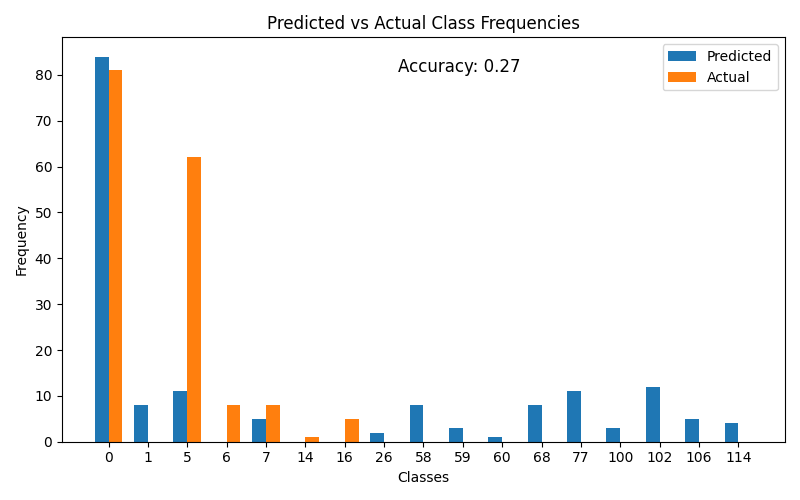 Predicted vs Actual Class Frequencies
Accuracy: 0.27
Predicted
Actual
Frequency
80
70
60
50
40
30
20
10
0
0 1 5 6 7 14 16 26 58 59 60 68 77 100 102 106 114
Classes